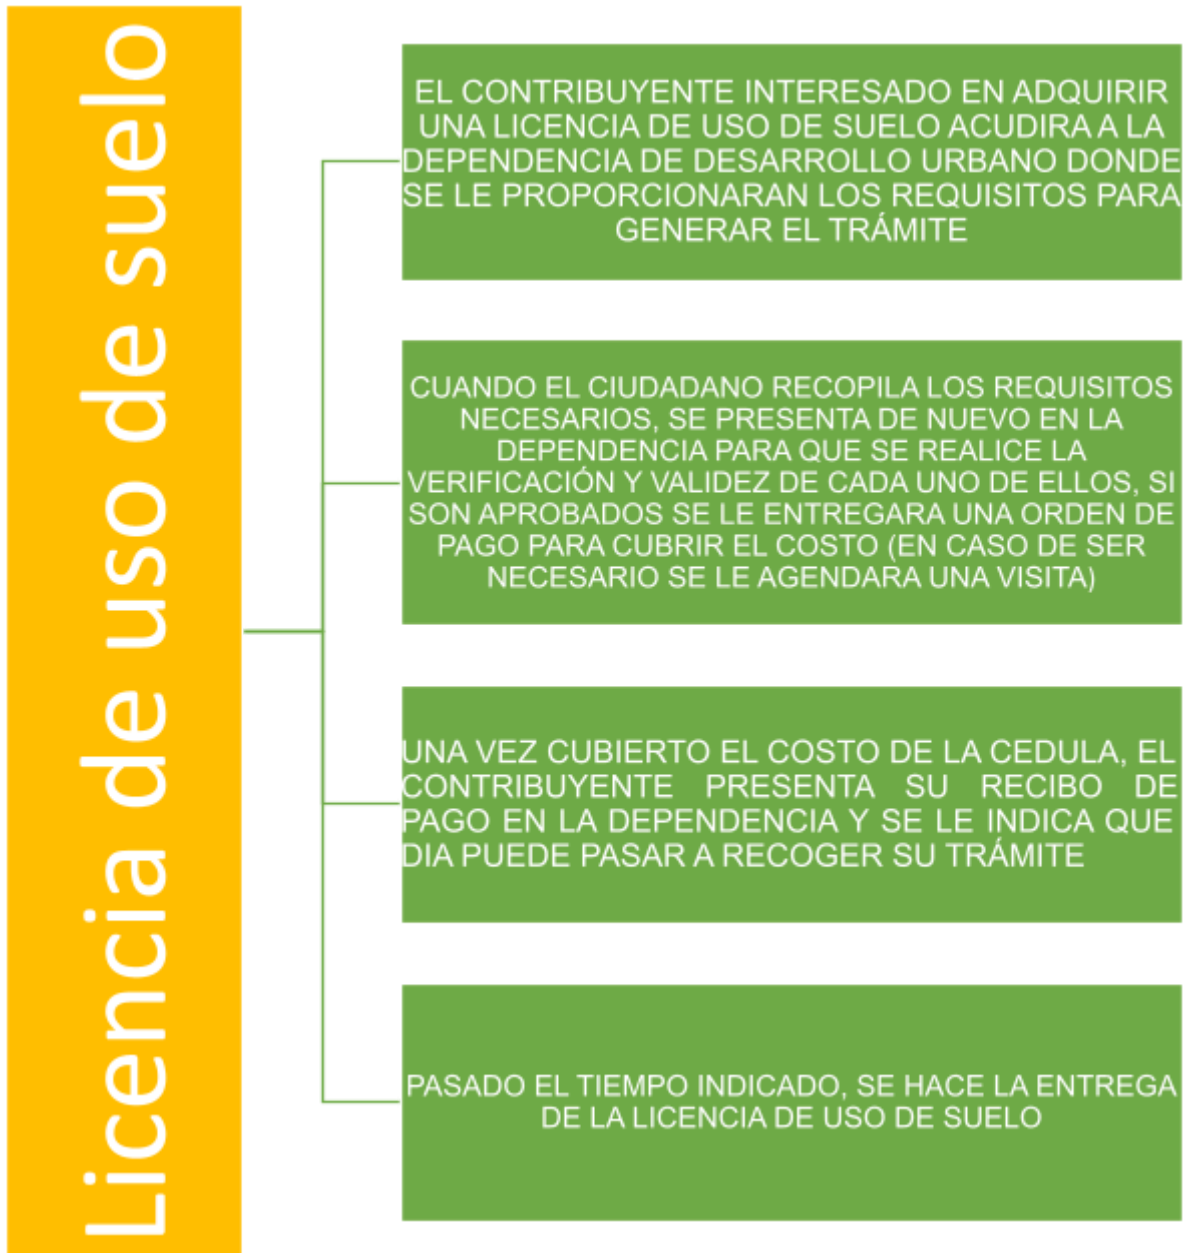 Licencia de uso de suelo
EL CONTRIBUYENTE INTERESADO EN ADQUIRIR
UNA LICENCIA DE USO DE SUELO ACUDIRA A LA
DEPENDENCIA DE DESARROLLO URBANO DONDE
SE LE PROPORCIONARAN LOS REQUISITOS PARA
GENERAR EL TRÁMITE
CUANDO EL CIUDADANO RECOPILA LOS REQUISITOS
NECESARIOS, SE PRESENTA DE NUEVO EN LA
DEPENDENCIA PARA QUE SE REALICE LA
VERIFICACIÓN Y VALIDEZ DE CADA UNO DE ELLOS, SI
SON APROBADOS SE LE ENTREGARA UNA ORDEN DE
PAGO PARA CUBRIR EL COSTO (EN CASO DE SER
NECESARIO SE LE AGENDARA UNA VISITA)
UNA VEZ CUBIERTO EL COSTO DE LA CEDULA, EL
CONTRIBUYENTE PRESENTA SU RECIBO DE
PAGO EN LA DEPENDENCIA Y SE LE INDICA QUE
DIA PUEDE PASAR A RECOGER SU TRÁMITE
PASADO EL TIEMPO INDICADO, SE HACE LA ENTREGA
DE LA LICENCIA DE USO DE SUELO